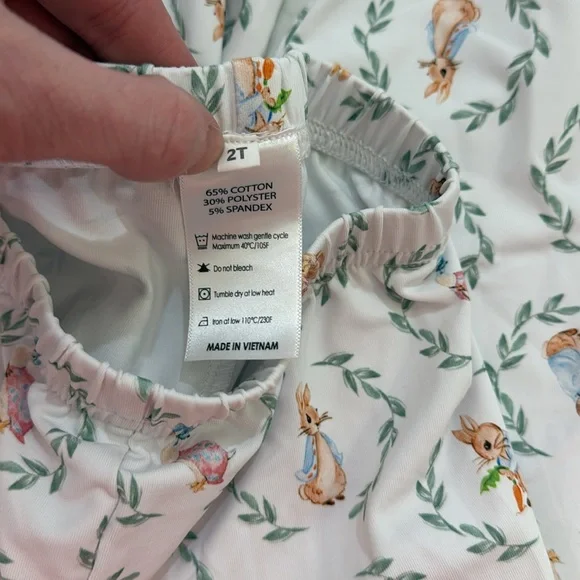 2T
65% COTTON
30% POLYSTER
5% SPANDEX
Machine wash gentle cycle
Maximum 40°C/105F
Do not bleach
Tumble dry at low heat
Iron at low 110°C/230F
MADE IN VIETNAM